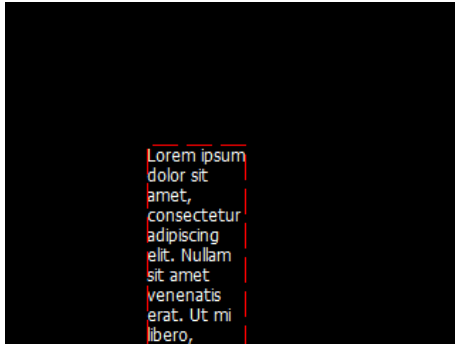 Lorem ipsum
dolor sit
amet,
consectetur
adipiscing
elit. Nullam
sit amet
venenatis
erat. Ut mi
libero,